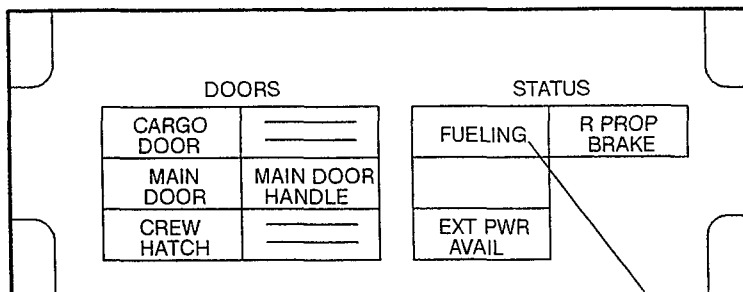 DOORS
CARGO
DOOR
MAIN
DOOR
MAIN DOOR
HANDLE
CREW
HATCH
STATUS
FUELING
R PROP
BRAKE
EXT PWR
AVAIL